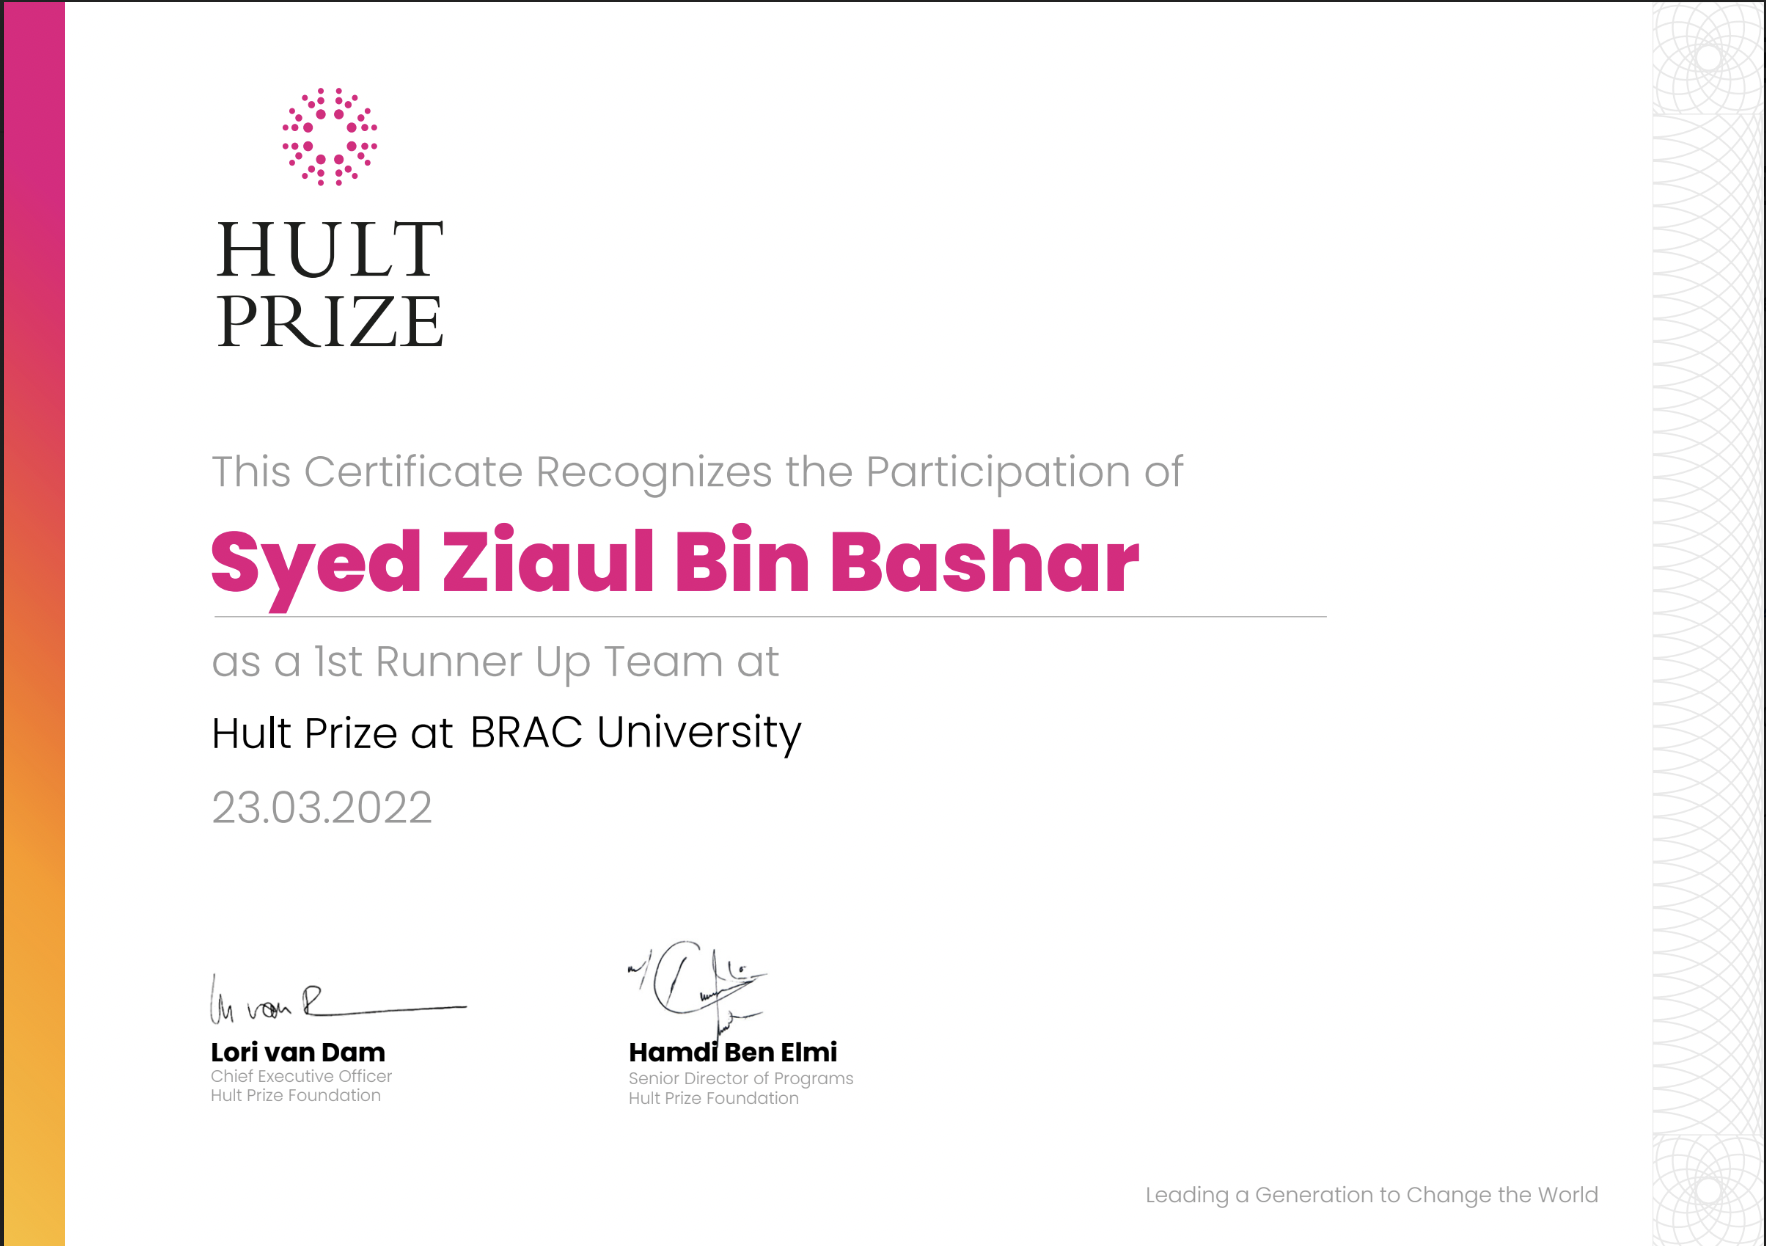 HULT
PRIZE
This Certificate Recognizes the Participation of
Syed Ziaul Bin Bashar
as a 1st Runner Up Team at
Hult Prize at BRAC University
23.03.2022
Lori van Dam
Chief Executive Officer
Hult Prize Foundation
Hamdi Ben Elmi
Senior Director of Programs
Hult Prize Foundation
Leading a Generation to Change the World